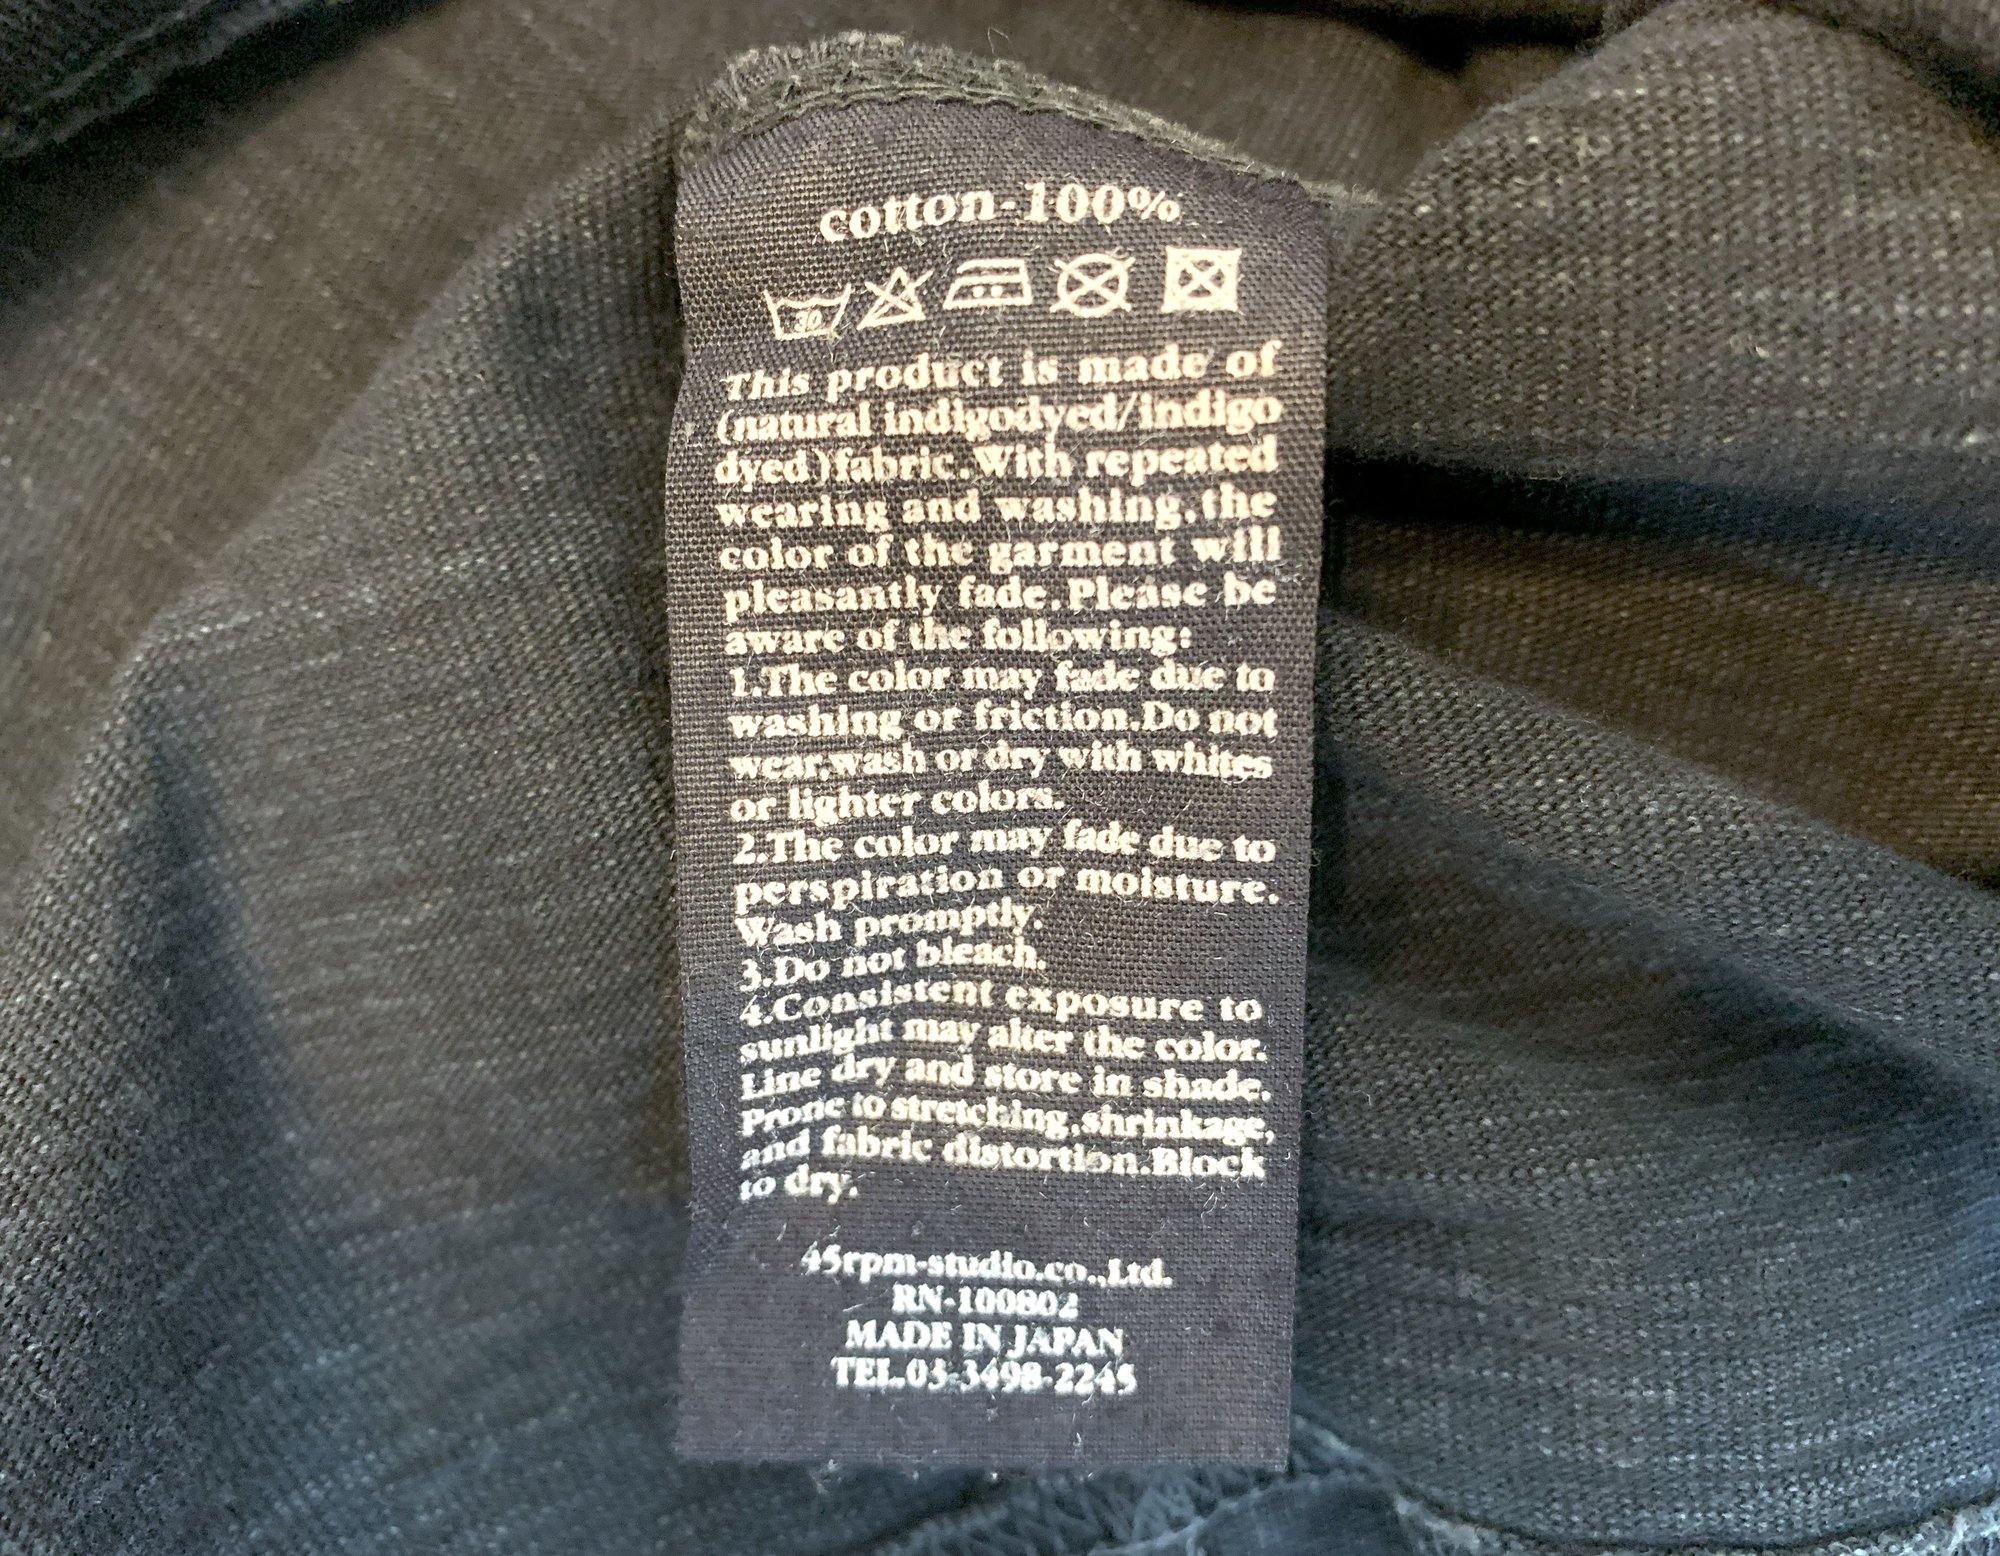 cotton-100%
30
This product is made of
(natural indigodyed/indigo
dyed)fabric.With repeated
wearing and washing,the
color of the garment will
pleasantly fade.Please be
aware of the following:
1.The color may fade due to
washing or friction.Do not
wear,wash or dry with whites
or lighter colors.
2.The color may fade due to
perspiration or moisture.
Wash promptly.
3.Do not bleach.
4.Consistent exposure to
sunlight may alter the color.
Line dry and store in shade.
Prone to stretching,shrinkage,
and fabric distortion.Block
to dry.
45rpm-studio.co.,Ltd.
RN-100802
MADE IN JAPAN
TEL.03-3498-2245